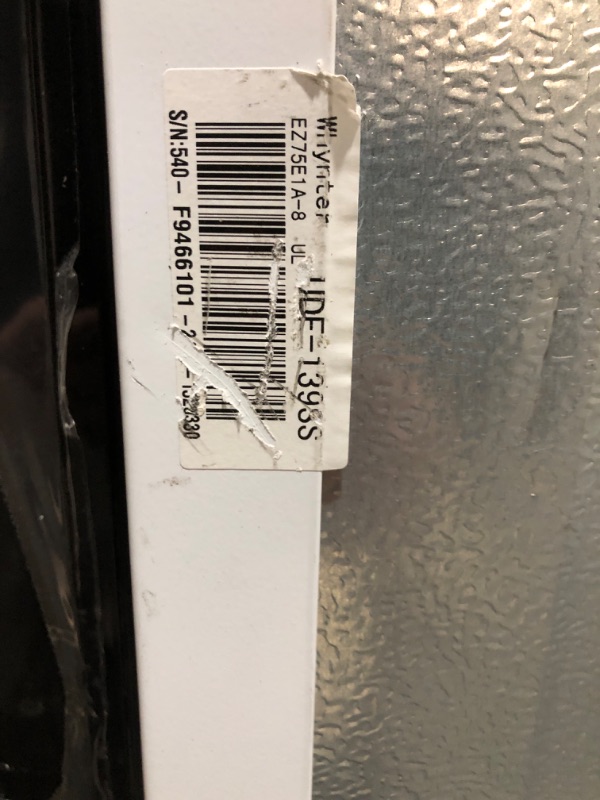 Whynter
EZ75E1A-8 UL UDF-139SS
S/N:540- F9466101 -